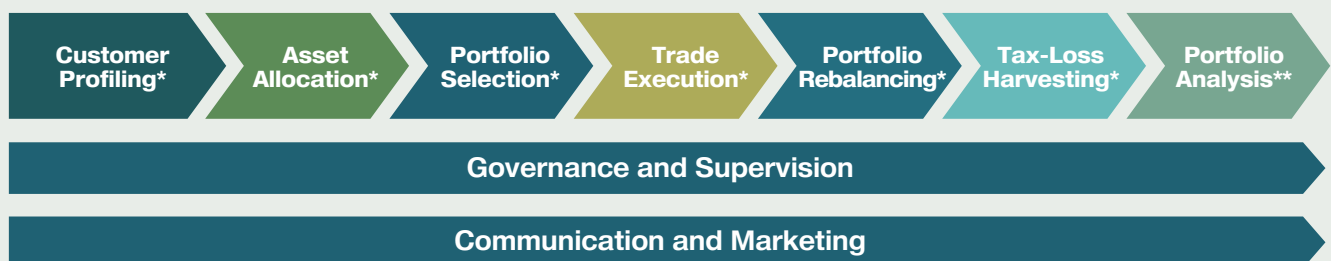 Customer
Profiling*
Asset
Allocation*
Portfolio
Selection*
Trade
Execution*
Portfolio
Rebalancing*
Tax-Loss
Harvesting*
Portfolio
Analysis**
Governance and Supervision
Communication and Marketing